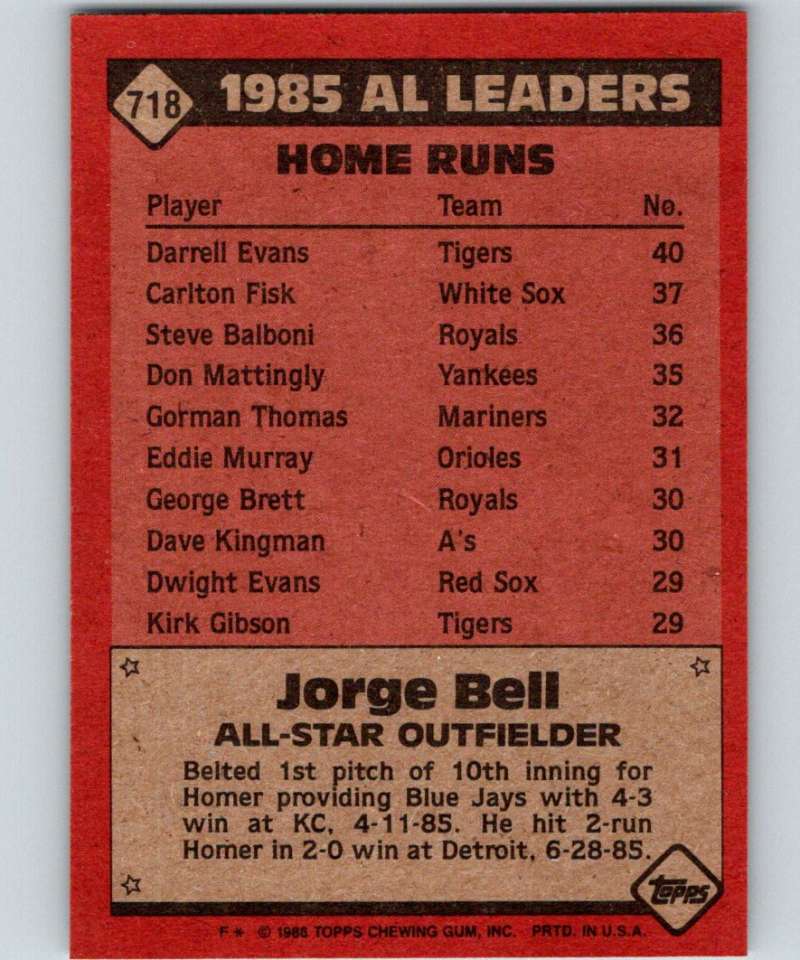 718 1985 AL LEADERS
HOME RUNS
Player Team No.
Darrell Evans Tigers 40
Carlton Fisk White Sox 37
Steve Balboni Royals 36
Don Mattingly Yankees 35
Gorman Thomas Mariners 32
Eddie Murray Orioles 31
George Brett Royals 30
Dave Kingman A's 30
Dwight Evans Red Sox 29
Kirk Gibson Tigers 29
Jorge Bell
ALL-STAR OUTFIELDER
Belted 1st pitch of 10th inning for
Homer providing Blue Jays with 4-3
win at KC, 4-11-85. He hit 2-run
Homer in 2-0 win at Detroit, 6-28-85.
Topps
F * © 1986 TOPPS CHEWING GUM, INC. PRTD. IN U.S.A.